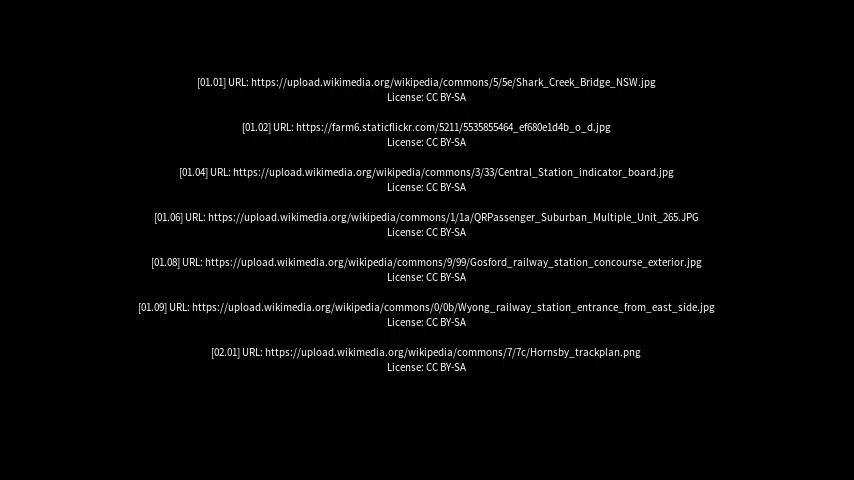 [01.01] URL: https://upload.wikimedia.org/wikipedia/commons/5/5e/Shark_Creek_Bridge_NSW.jpg
License: CC BY-SA
[01.02] URL: https://farm6.staticflickr.com/5211/5535855464_ef680e1d4b_o_d.jpg
License: CC BY-SA
[01.04] URL: https://upload.wikimedia.org/wikipedia/commons/3/33/Central_Station_indicator_board.jpg
License: CC BY-SA
[01.06] URL: https://upload.wikimedia.org/wikipedia/commons/1/1a/QRPassenger_Suburban_Multiple_Unit_265.JPG
License: CC BY-SA
[01.08] URL: https://upload.wikimedia.org/wikipedia/commons/9/99/Gosford_railway_station_concourse_exterior.jpg
License: CC BY-SA
[01.09] URL: https://upload.wikimedia.org/wikipedia/commons/0/0b/Wyong_railway_station_entrance_from_east_side.jpg
License: CC BY-SA
[02.01] URL: https://upload.wikimedia.org/wikipedia/commons/7/7c/Hornsby_trackplan.png
License: CC BY-SA